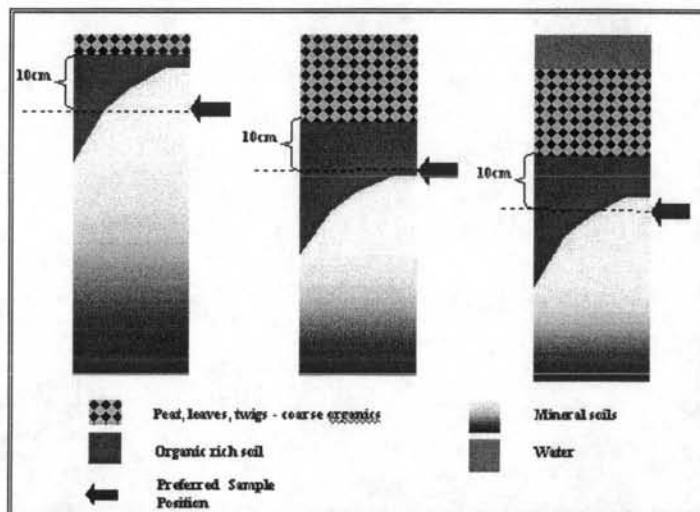 10cm
10cm
10cm
Peat, leaves, twigs - coarse organics
Mineral soils
Organic rich soil
Water
Preferred Sample
Position